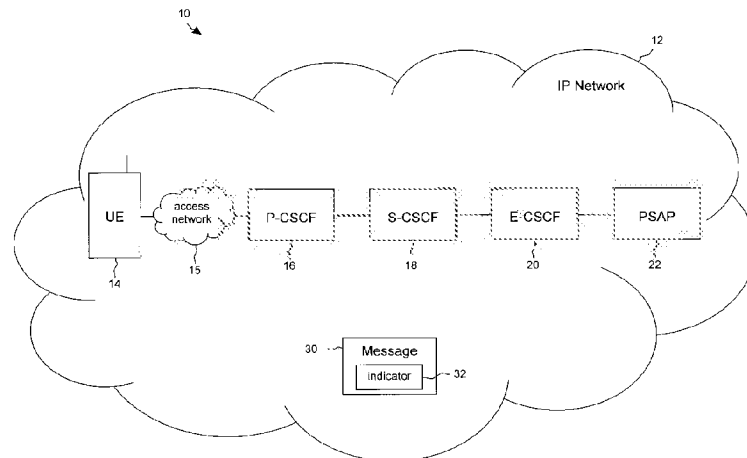 10
12
IP Network
UE
access
network
P-CSCF
S-CSCF
E-CSCF
PSAP
14
15
16
18
20
22
30
Message
indicator
32